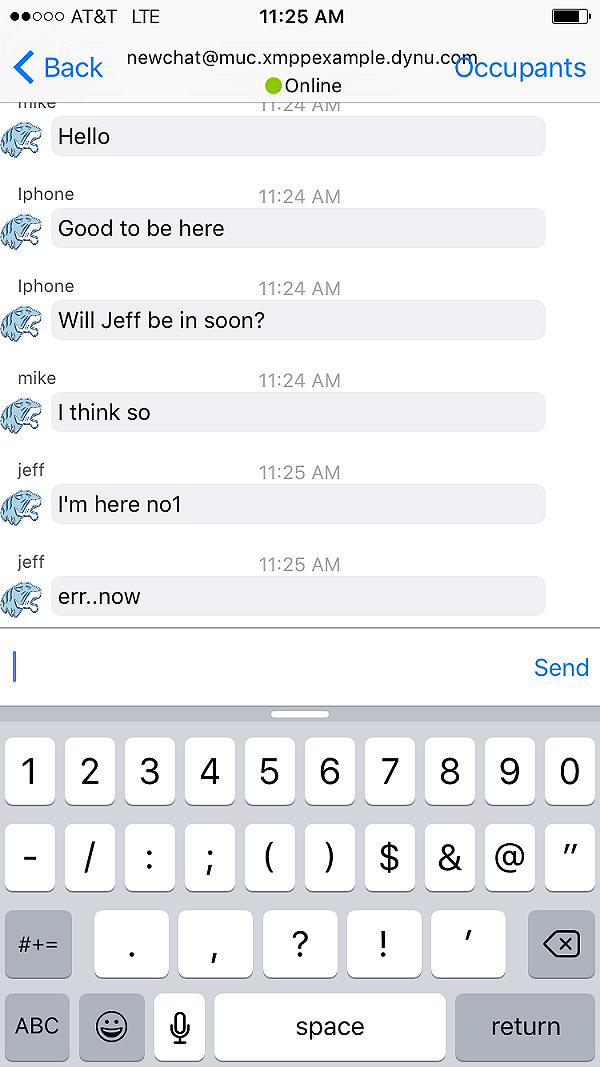 AT&T LTE 11:25 AM
Back newchat@muc.xmppexample.dynu.com Occupants
Online
mike 11:24 AM
Hello
Iphone 11:24 AM
Good to be here
Iphone 11:24 AM
Will Jeff be in soon?
mike 11:24 AM
I think so
jeff 11:25 AM
I'm here no1
jeff 11:25 AM
err..now
Send
1 2 3 4 5 6 7 8 9 0
- / : ; ( ) $ & @ "
#+= . , ? ! '
ABC space return